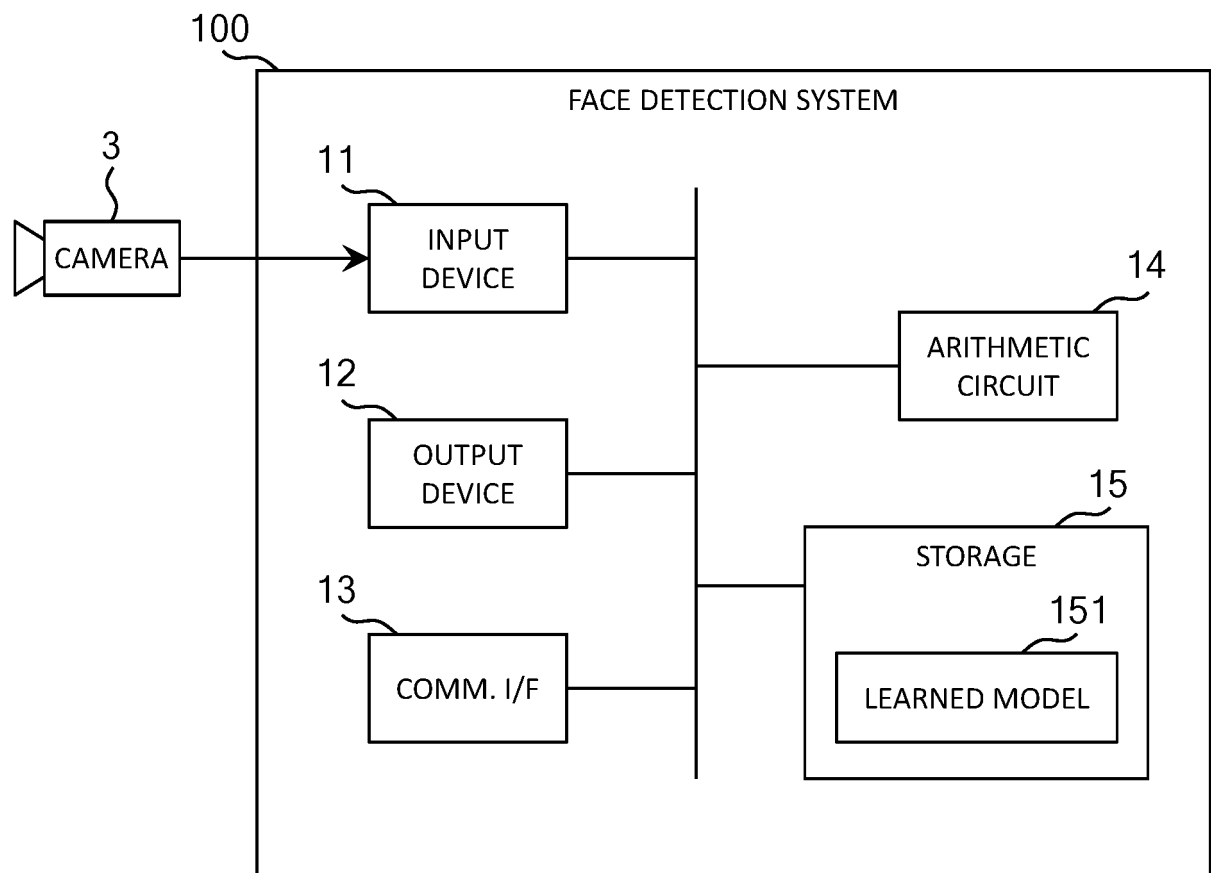 100
FACE DETECTION SYSTEM
3
CAMERA
11
INPUT
DEVICE
14
ARITHMETIC
CIRCUIT
12
OUTPUT
DEVICE
15
STORAGE
13
COMM. I/F
151
LEARNED MODEL